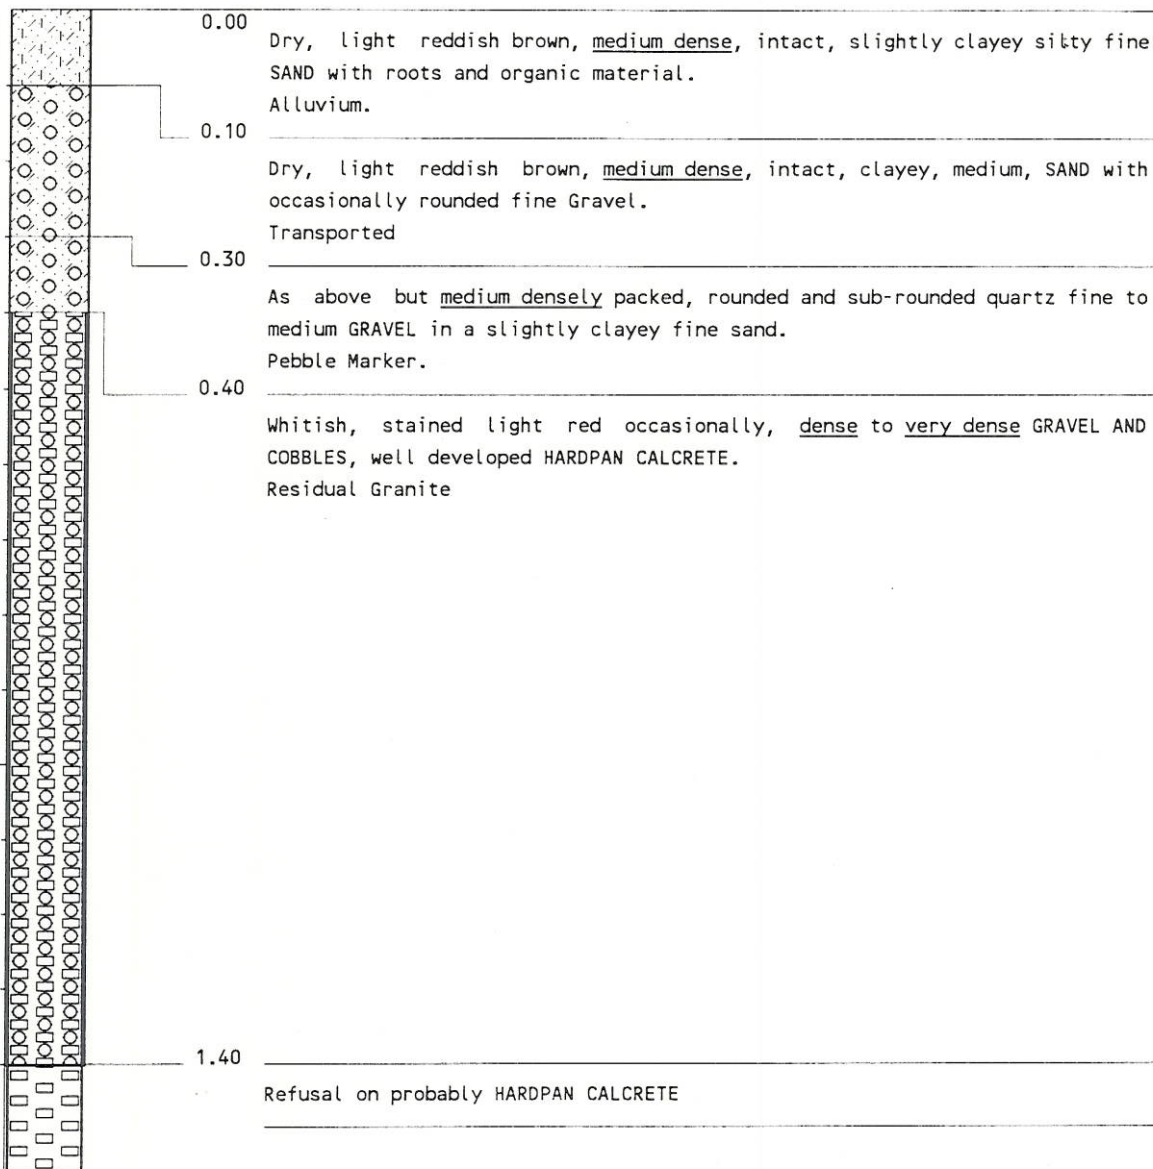 0.00
Dry, light reddish brown, medium dense, intact, slightly clayey silty fine
SAND with roots and organic material.
Alluvium.
0.10
Dry, light reddish brown, medium dense, intact, clayey, medium, SAND with
occasionally rounded fine Gravel.
Transported
0.30
As above but medium densely packed, rounded and sub-rounded quartz fine to
medium GRAVEL in a slightly clayey fine sand.
Pebble Marker.
0.40
Whitish, stained light red occasionally, dense to very dense GRAVEL AND
COBBLES, well developed HARDPAN CALCRETE.
Residual Granite
1.40
Refusal on probably HARDPAN CALCRETE